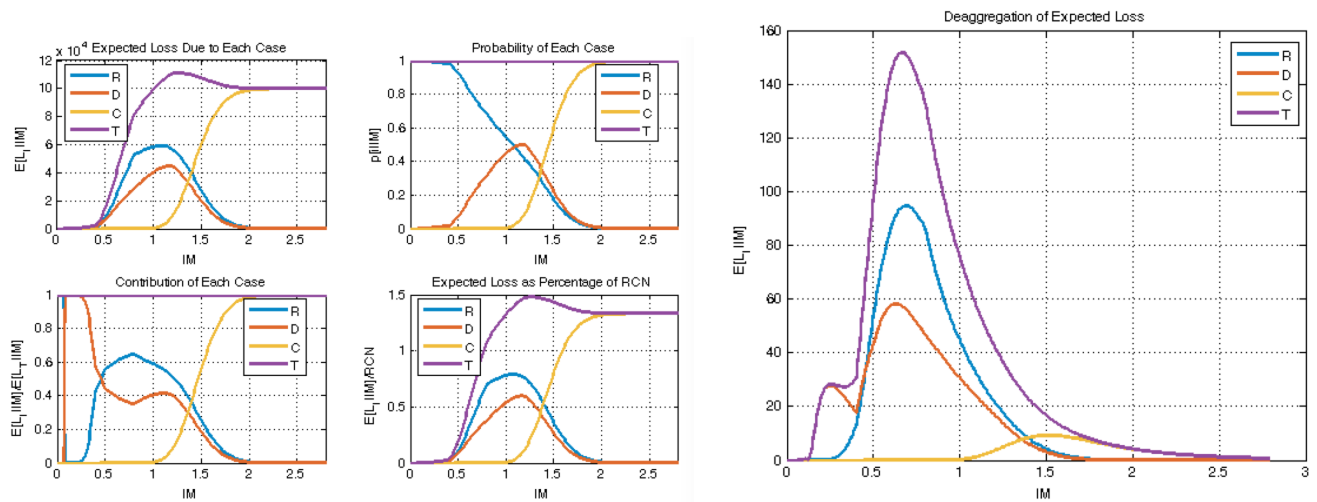 x 10^4
Expected Loss Due to Each Case
12
10
8
6
4
2
0
0 0.5 1 1.5 2 2.5
E[L_I|IM]
IM
R
D
C
T
Probability of Each Case
1
0.8
0.6
0.4
0.2
0
0 0.5 1 1.5 2 2.5
p[i|IM]
IM
R
D
C
T
Contribution of Each Case
1
0.8
0.6
0.4
0.2
0
0 0.5 1 1.5 2 2.5
E[L_I|IM]/E[L_T|IM]
IM
R
D
C
T
Expected Loss as Percentage of RCN
1.5
1
0.5
0
0 0.5 1 1.5 2 2.5
E[L_I|IM]/RCN
IM
R
D
C
T
Deaggregation of Expected Loss
160
140
120
100
80
60
40
20
0
0 0.5 1 1.5 2 2.5 3
E[L_I|IM]
IM
R
D
C
T